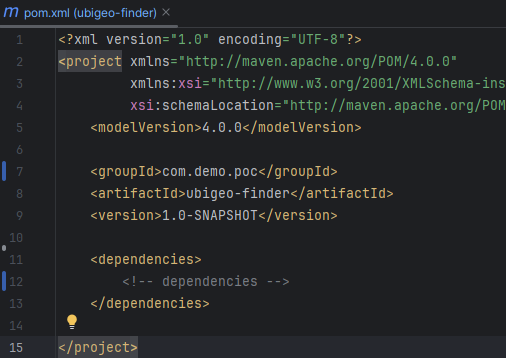 m pom.xml (ubigeo-finder) ×
1 <?xml version="1.0" encoding="UTF-8"?>
2 <project xmlns="http://maven.apache.org/POM/4.0.0"
3 xmlns:xsi="http://www.w3.org/2001/XMLSchema-ins
4 xsi:schemaLocation="http://maven.apache.org/POM
5 <modelVersion>4.0.0</modelVersion>
6
7 <groupId>com.demo.poc</groupId>
8 <artifactId>ubigeo-finder</artifactId>
9 <version>1.0-SNAPSHOT</version>
10
11 <dependencies>
12 <!-- dependencies -->
13 </dependencies>
14
15 </project>